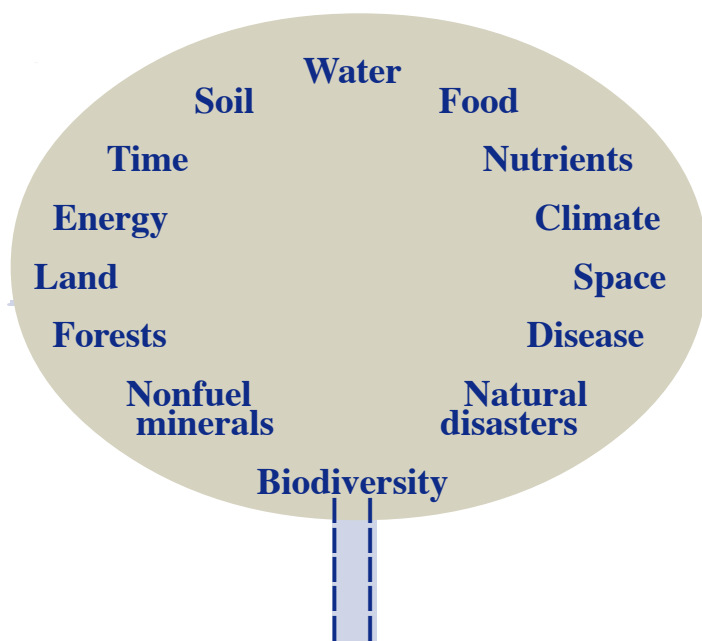 Water
Soil
Food
Time
Nutrients
Energy
Climate
Land
Space
Forests
Disease
Nonfuel
minerals
Natural
disasters
Biodiversity